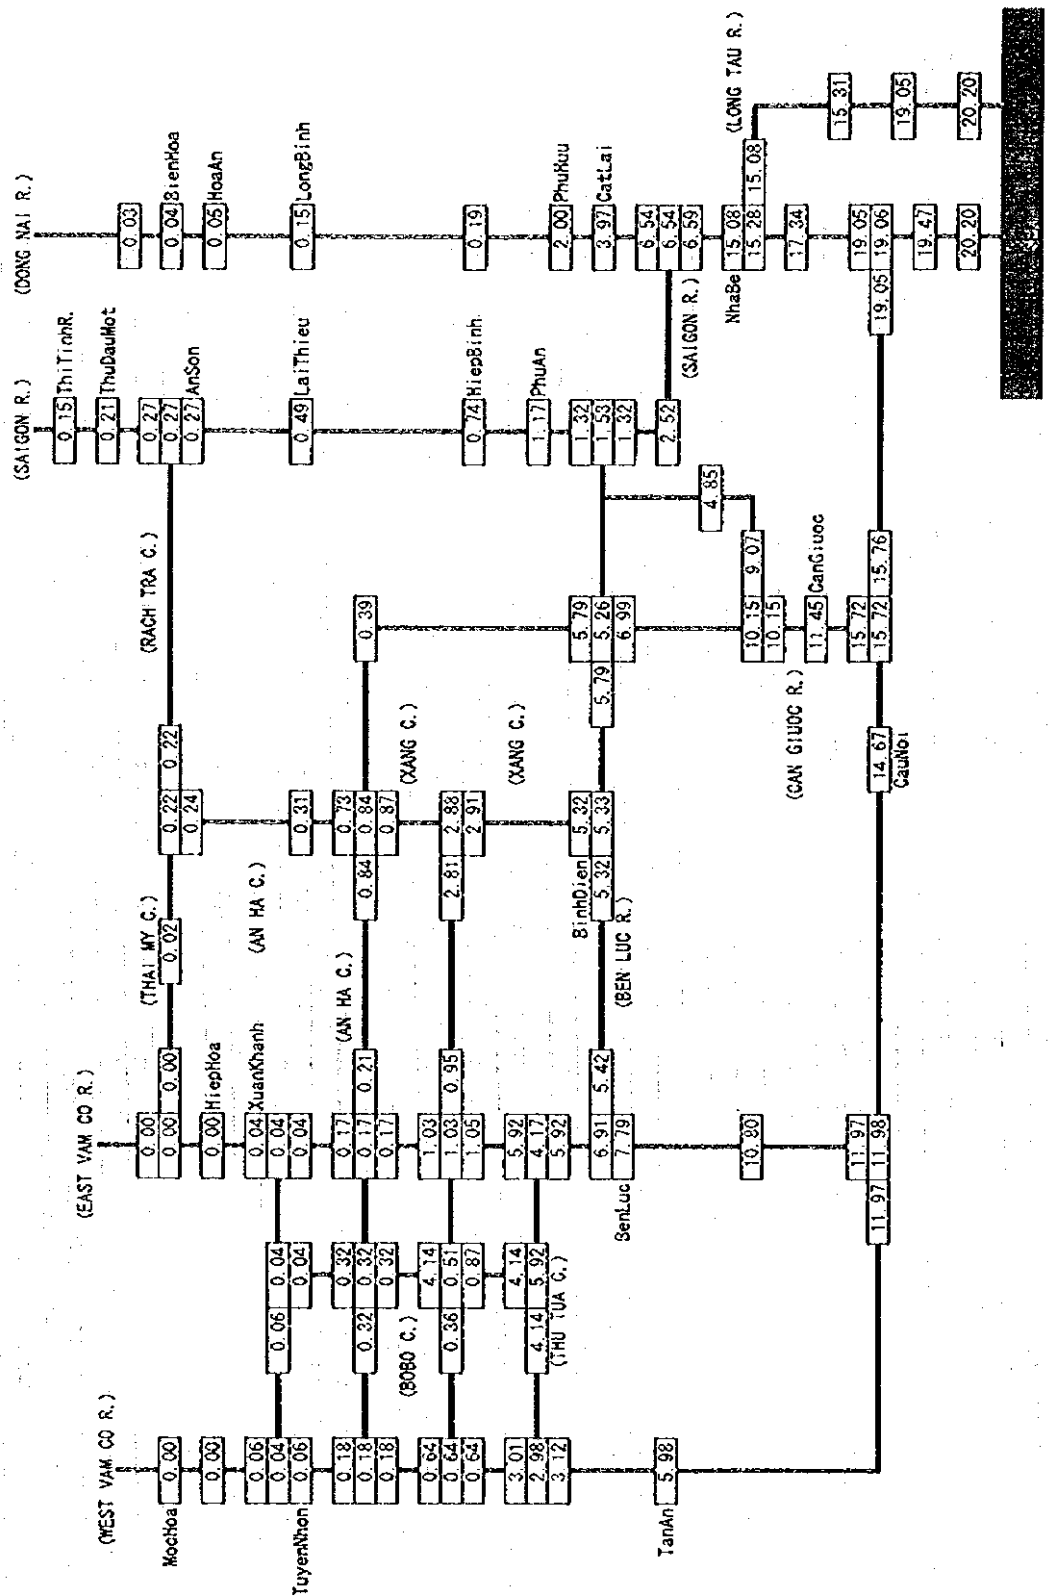 (SAIGON R.) (DONG NAI R.)
0.15 ThiTinhR.
(EAST VAM CO R.)
(WEST VAM CO R.) 0.21 ThuDauMot
0.03
0.00 (THAI MY C.) (RACH TRA C.) 0.27
MocHoa 0.00 0.00 0.00 0.02 0.22 0.22 0.27 0.04 BienHoa
0.24 0.27 AnSon
0.00 0.00 HiepHoa 0.05 HoaAn
0.06 0.04 XuanKhanh (AN HA C.)
0.04 0.06 0.04 0.04
TuyenNhon 0.06 0.04 0.04 0.31 0.49 LaiThieu 0.15 LongBinh
0.18 0.32 0.17 (AN HA C.) 0.73
0.18 0.32 0.32 0.17 0.21 0.84 0.84 0.39
0.18 0.32 0.17 0.87
(BOBO C.) (XANG C.)
0.64 4.14 1.03
0.64 0.36 0.51 1.03 0.95 2.81 2.88
0.64 0.87 1.05 2.91 0.74 HiepBinh 0.19
3.01 4.14 5.92 (XANG C.)
2.98 4.14 5.92 4.17 1.17 PhuAn
3.12 (THU TUA C.) 5.92 2.00 PhuHuu
BinhDien 5.32 5.79 1.32
6.91 5.42 5.32 5.33 5.79 5.26 1.53 3.97 CatLai
BenLuc 7.79 6.99 1.32
(BEN LUC R.) 6.54
TanAn 5.98 2.52 6.54
(SAIGON R.) 6.59
4.85
NhaBe 15.08 (LONG TAU R.)
10.80 10.15 9.07 15.28 15.08
10.15
(CAN GIUOC R.) 17.34
11.45 CanGiuoc
15.31
11.97 15.72 19.05
11.97 11.98 14.67 15.72 15.76 19.05 19.06
CauNoi 19.05
19.47
20.20 20.20